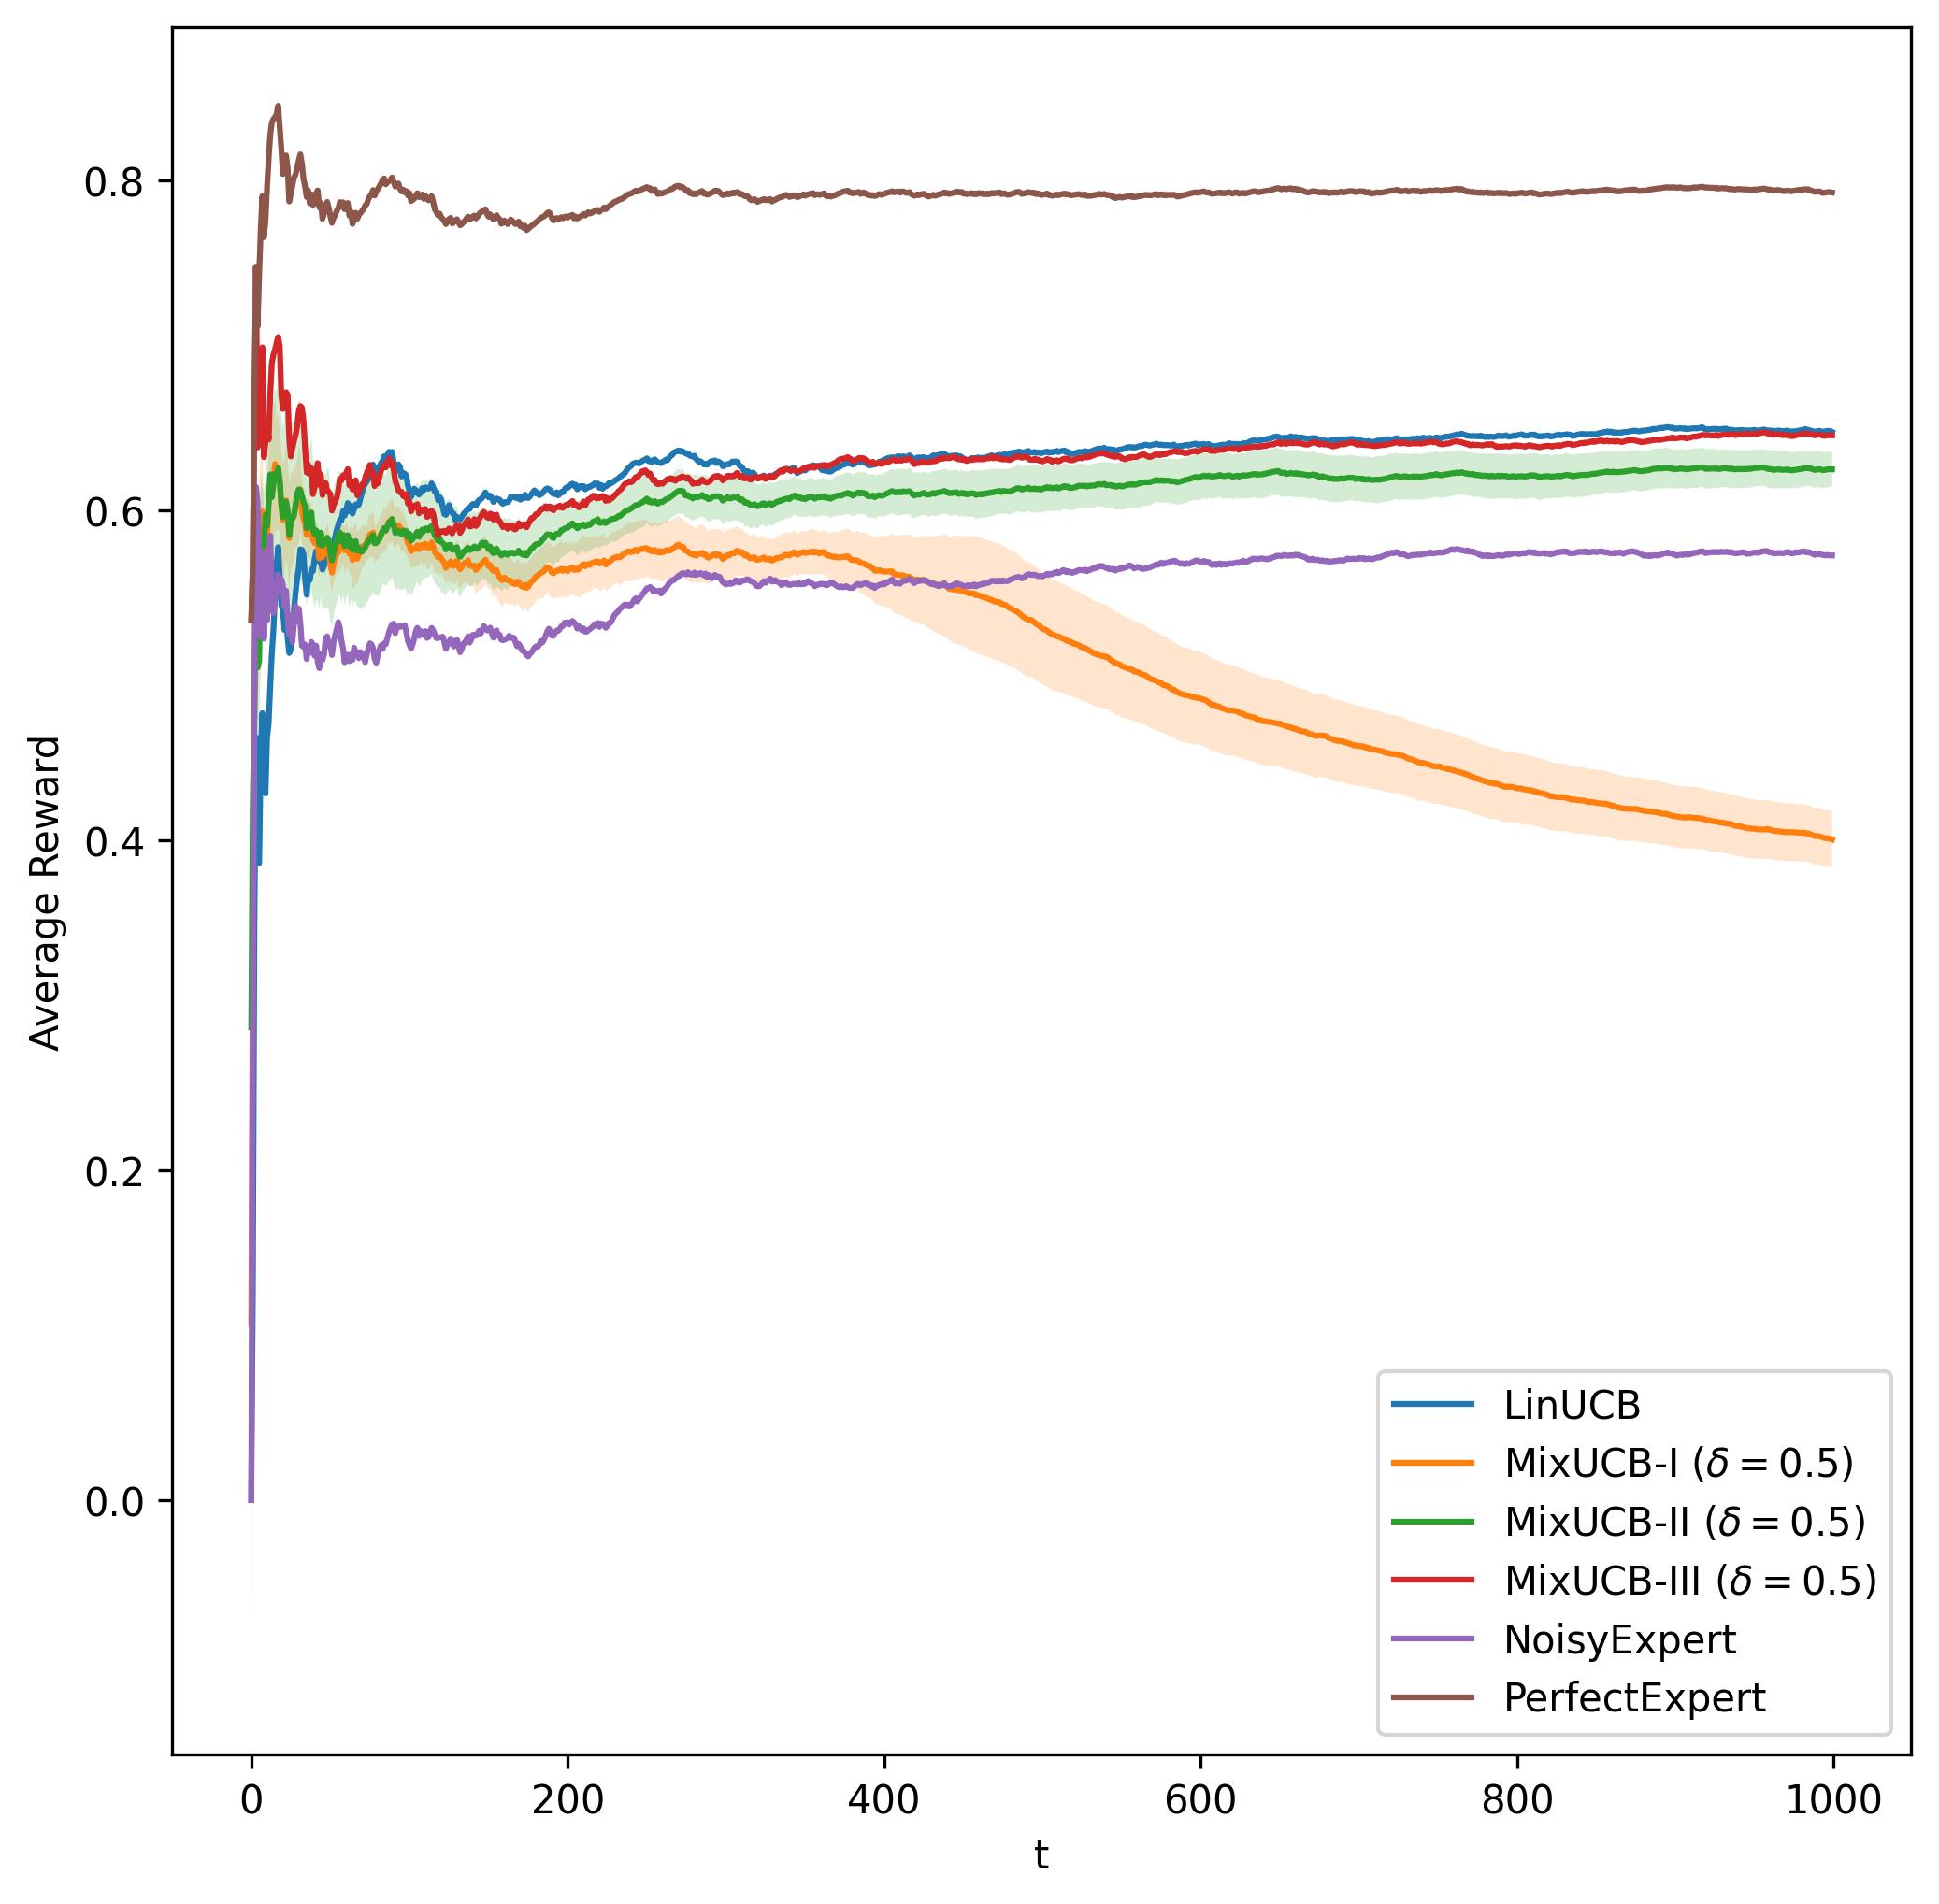 Average Reward
0.8
0.6
0.4
0.2
0.0
0
200
400
600
800
1000
t
LinUCB
MixUCB-I (δ = 0.5)
MixUCB-II (δ = 0.5)
MixUCB-III (δ = 0.5)
NoisyExpert
PerfectExpert